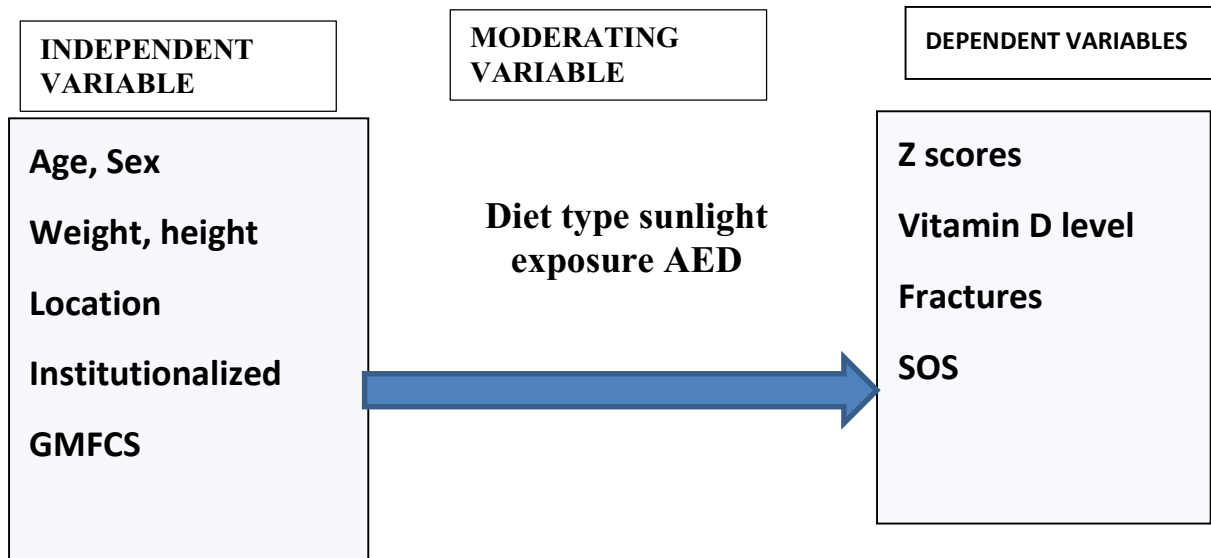 INDEPENDENT
VARIABLE
Age, Sex
Weight, height
Location
Institutionalized
GMFCS
MODERATING
VARIABLE
Diet type sunlight
exposure AED
DEPENDENT VARIABLES
Z scores
Vitamin D level
Fractures
SOS